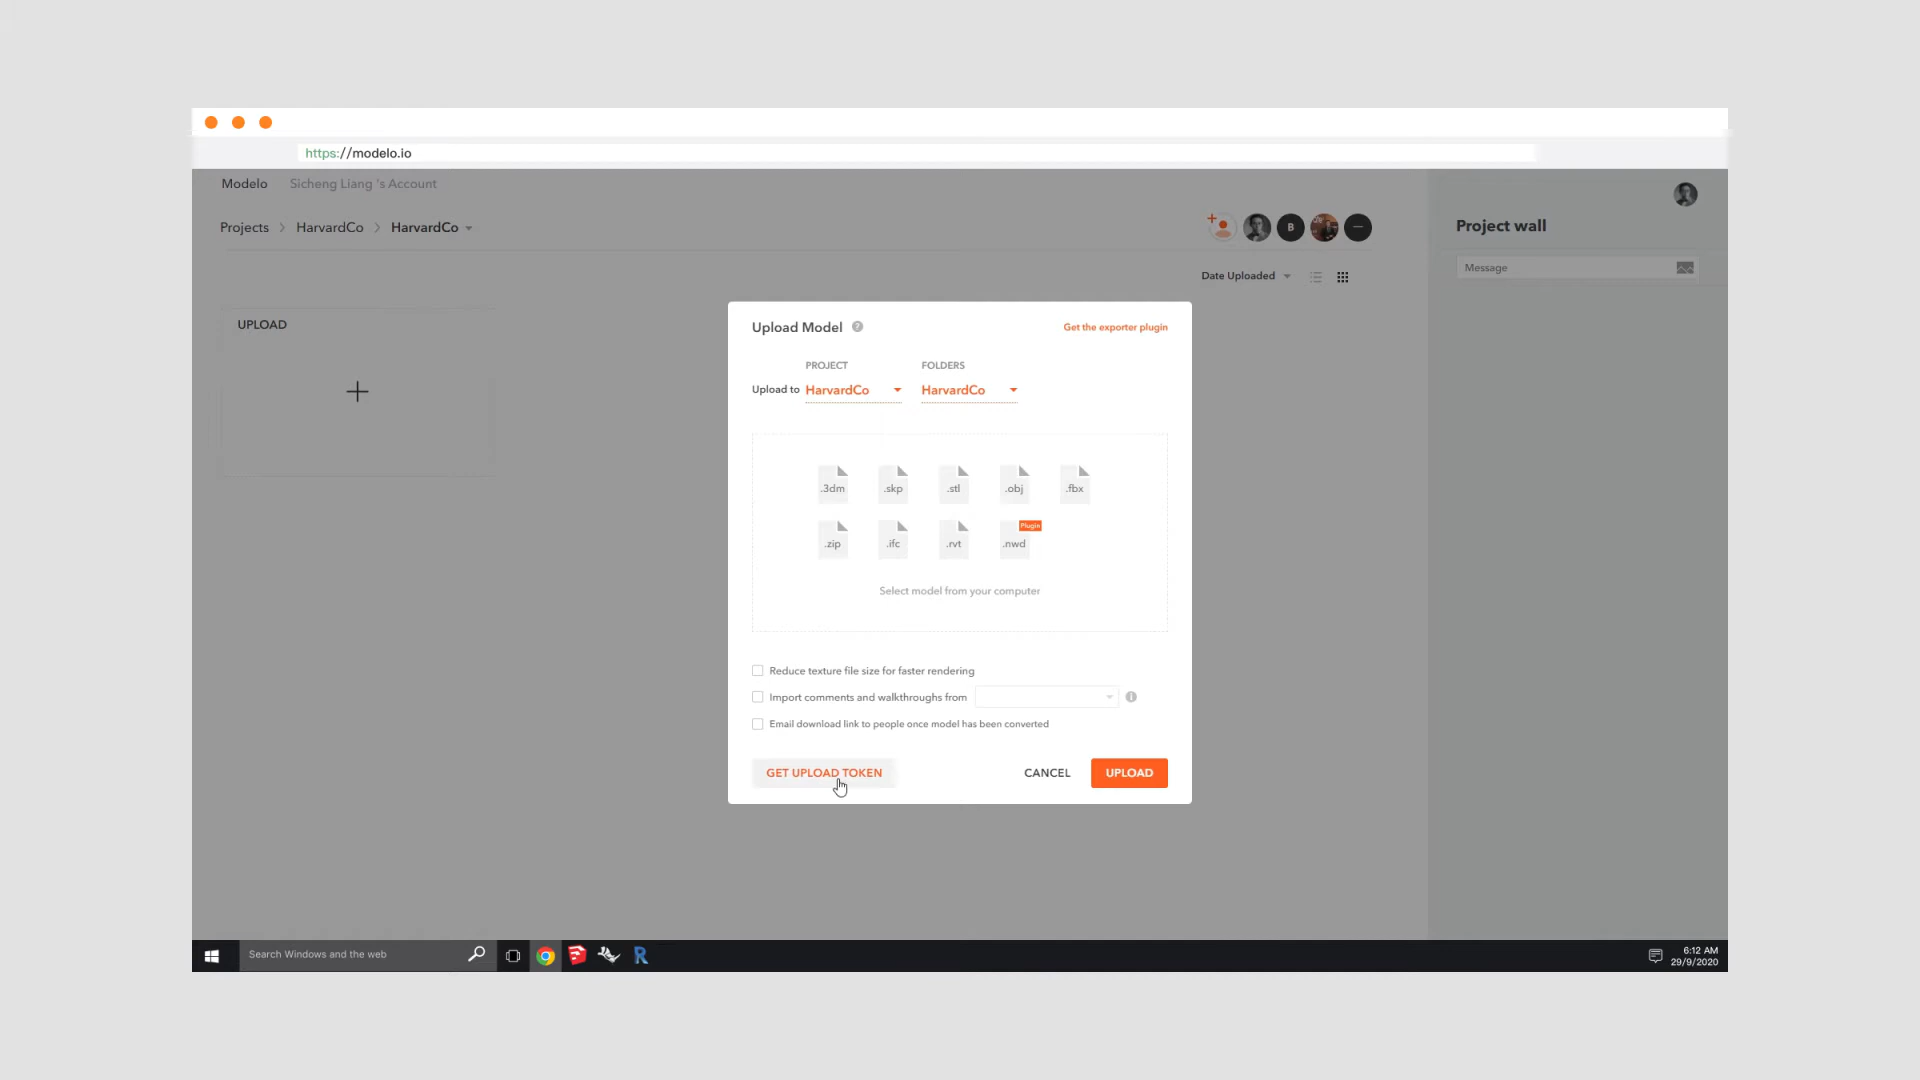 https://modelo.io
Modelo Sicheng Liang 's Account
Projects > HarvardCo > HarvardCo
B
Project wall
Date Uploaded
Message
UPLOAD
Upload Model ?
Get the exporter plugin
PROJECT FOLDERS
Upload to HarvardCo HarvardCo
.3dm .skp .stl .obj .fbx
Plugin
.zip .ifc .rvt .nwd
Select model from your computer
Reduce texture file size for faster rendering
Import comments and walkthroughs from
Email download link to people once model has been converted
GET UPLOAD TOKEN CANCEL UPLOAD
Search Windows and the web
R
6:12 AM
29/9/2020